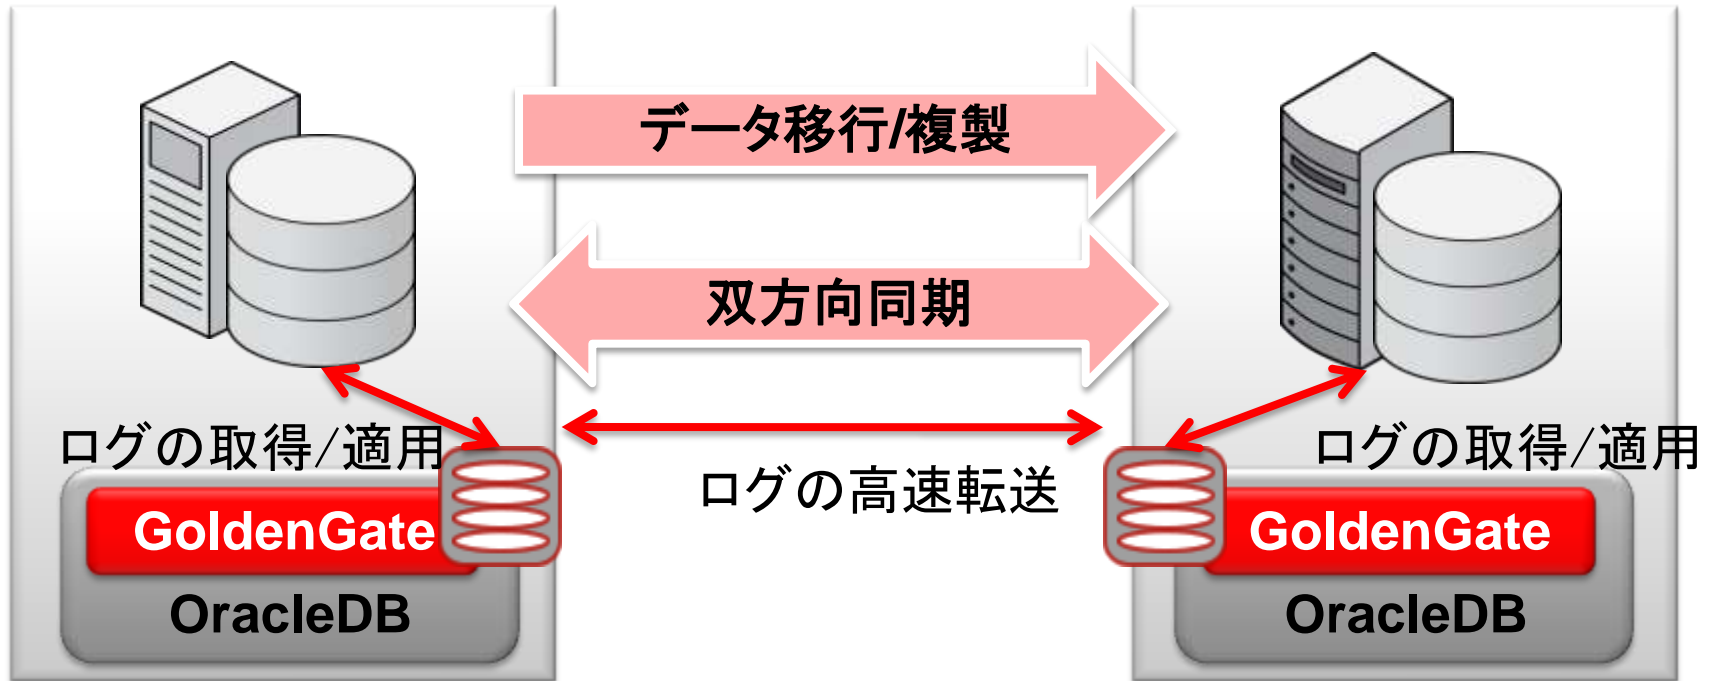 データ移行/複製
双方向同期
ログの取得/適用
ログの高速転送
ログの取得/適用
GoldenGate
OracleDB
GoldenGate
OracleDB